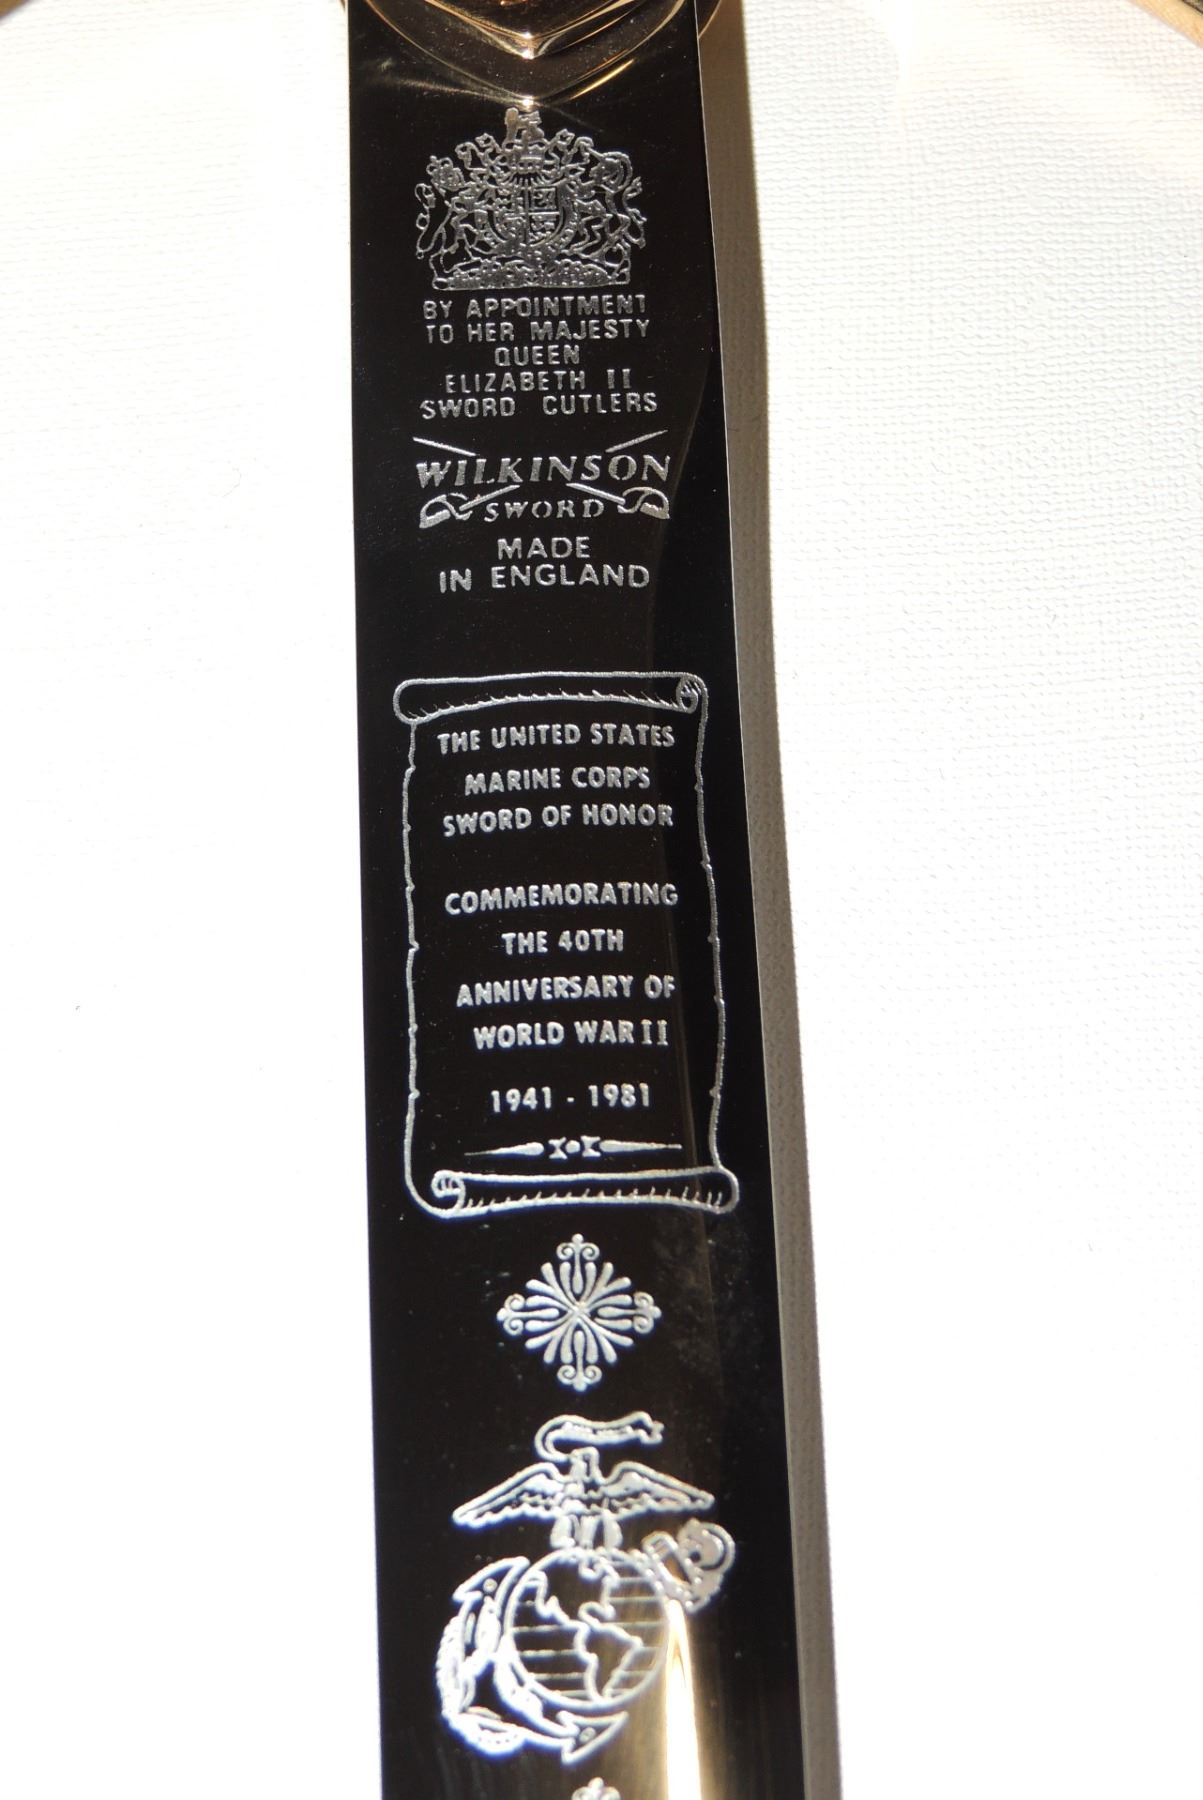 BY APPOINTMENT
TO HER MAJESTY
QUEEN
ELIZABETH II
SWORD CUTLERS
WILKINSON
SWORD
MADE
IN ENGLAND
THE UNITED STATES
MARINE CORPS
SWORD OF HONOR
COMMEMORATING
THE 40TH
ANNIVERSARY OF
WORLD WAR II
1941 - 1981